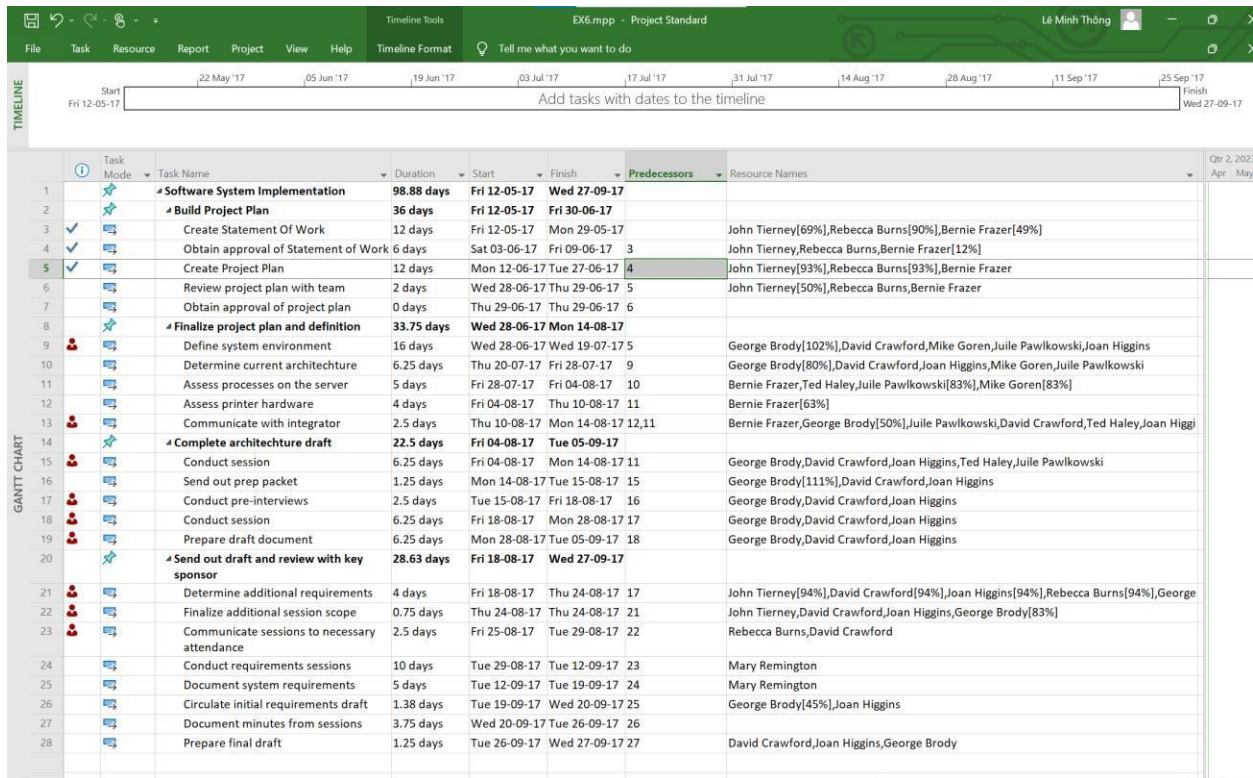 Timeline Tools EX6.mpp - Project Standard Lê Minh Thông
File Task Resource Report Project View Help Timeline Format Tell me what you want to do
TIMELINE
22 May '17 05 Jun '17 19 Jun '17 03 Jul '17 17 Jul '17 31 Jul '17 14 Aug '17 28 Aug '17 11 Sep '17 25 Sep '17
Start
Fri 12-05-17
Add tasks with dates to the timeline
Finish
Wed 27-09-17
GANTT CHART
Task Mode Task Name Duration Start Finish Predecessors Resource Names Qtr 2, 2023
Apr May
1 Software System Implementation 98.88 days Fri 12-05-17 Wed 27-09-17
2 Build Project Plan 36 days Fri 12-05-17 Fri 30-06-17
3 Create Statement Of Work 12 days Fri 12-05-17 Mon 29-05-17 John Tierney[69%],Rebecca Burns[90%],Bernie Frazer[49%]
4 Obtain approval of Statement of Work 6 days Sat 03-06-17 Fri 09-06-17 3 John Tierney,Rebecca Burns,Bernie Frazer[12%]
5 Create Project Plan 12 days Mon 12-06-17 Tue 27-06-17 4 John Tierney[93%],Rebecca Burns[93%],Bernie Frazer
6 Review project plan with team 2 days Wed 28-06-17 Thu 29-06-17 5 John Tierney[50%],Rebecca Burns,Bernie Frazer
7 Obtain approval of project plan 0 days Thu 29-06-17 Thu 29-06-17 6
8 Finalize project plan and definition 33.75 days Wed 28-06-17 Mon 14-08-17
9 Define system environment 16 days Wed 28-06-17 Wed 19-07-17 5 George Brody[102%],David Crawford,Mike Goren,Juile Pawlkowski,Joan Higgins
10 Determine current architechture 6.25 days Thu 20-07-17 Fri 28-07-17 9 George Brody[80%],David Crawford,Joan Higgins,Mike Goren,Juile Pawlkowski
11 Assess processes on the server 5 days Fri 28-07-17 Fri 04-08-17 10 Bernie Frazer,Ted Haley,Juile Pawlkowski[83%],Mike Goren[83%]
12 Assess printer hardware 4 days Fri 04-08-17 Thu 10-08-17 11 Bernie Frazer[63%]
13 Communicate with integrator 2.5 days Thu 10-08-17 Mon 14-08-17 12,11 Bernie Frazer,George Brody[50%],Juile Pawlkowski,David Crawford,Ted Haley,Joan Higgi
14 Complete architechture draft 22.5 days Fri 04-08-17 Tue 05-09-17
15 Conduct session 6.25 days Fri 04-08-17 Mon 14-08-17 11 George Brody,David Crawford,Joan Higgins,Ted Haley,Juile Pawlkowski
16 Send out prep packet 1.25 days Mon 14-08-17 Tue 15-08-17 15 George Brody[111%],David Crawford,Joan Higgins
17 Conduct pre-interviews 2.5 days Tue 15-08-17 Fri 18-08-17 16 George Brody,David Crawford,Joan Higgins
18 Conduct session 6.25 days Fri 18-08-17 Mon 28-08-17 17 George Brody,David Crawford,Joan Higgins
19 Prepare draft document 6.25 days Mon 28-08-17 Tue 05-09-17 18 George Brody,David Crawford,Joan Higgins
20 Send out draft and review with key 28.63 days Fri 18-08-17 Wed 27-09-17
sponsor
21 Determine additional requirements 4 days Fri 18-08-17 Thu 24-08-17 17 John Tierney[94%],David Crawford[94%],Joan Higgins[94%],Rebecca Burns[94%],George
22 Finalize additional session scope 0.75 days Thu 24-08-17 Thu 24-08-17 21 John Tierney,David Crawford,Joan Higgins,George Brody[83%]
23 Communicate sessions to necessary 2.5 days Fri 25-08-17 Tue 29-08-17 22 Rebecca Burns,David Crawford
attendance
24 Conduct requirements sessions 10 days Tue 29-08-17 Tue 12-09-17 23 Mary Remington
25 Document system requirements 5 days Tue 12-09-17 Tue 19-09-17 24 Mary Remington
26 Circulate initial requirements draft 1.38 days Tue 19-09-17 Wed 20-09-17 25 George Brody[45%],Joan Higgins
27 Document minutes from sessions 3.75 days Wed 20-09-17 Tue 26-09-17 26
28 Prepare final draft 1.25 days Tue 26-09-17 Wed 27-09-17 27 David Crawford,Joan Higgins,George Brody